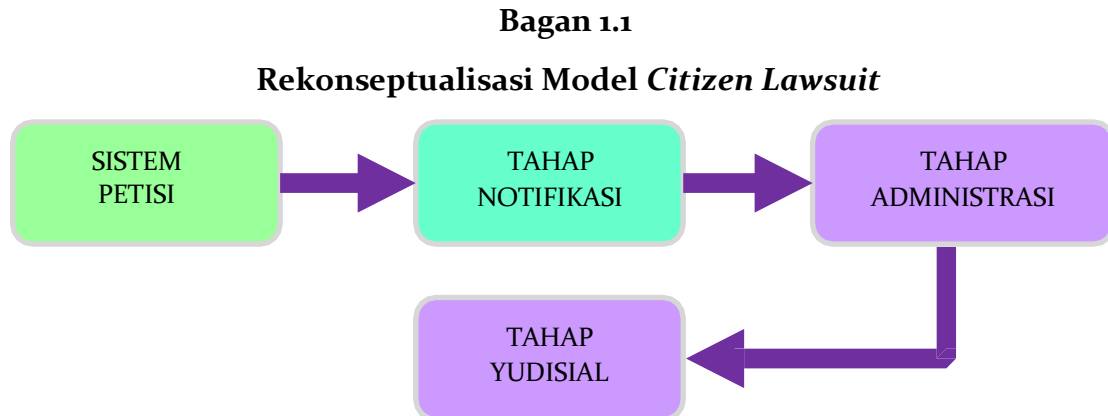 Bagan 1.1
Rekonseptualisasi Model Citizen Lawsuit
SISTEM
PETISI
TAHAP
NOTIFIKASI
TAHAP
ADMINISTRASI
TAHAP
YUDISIAL